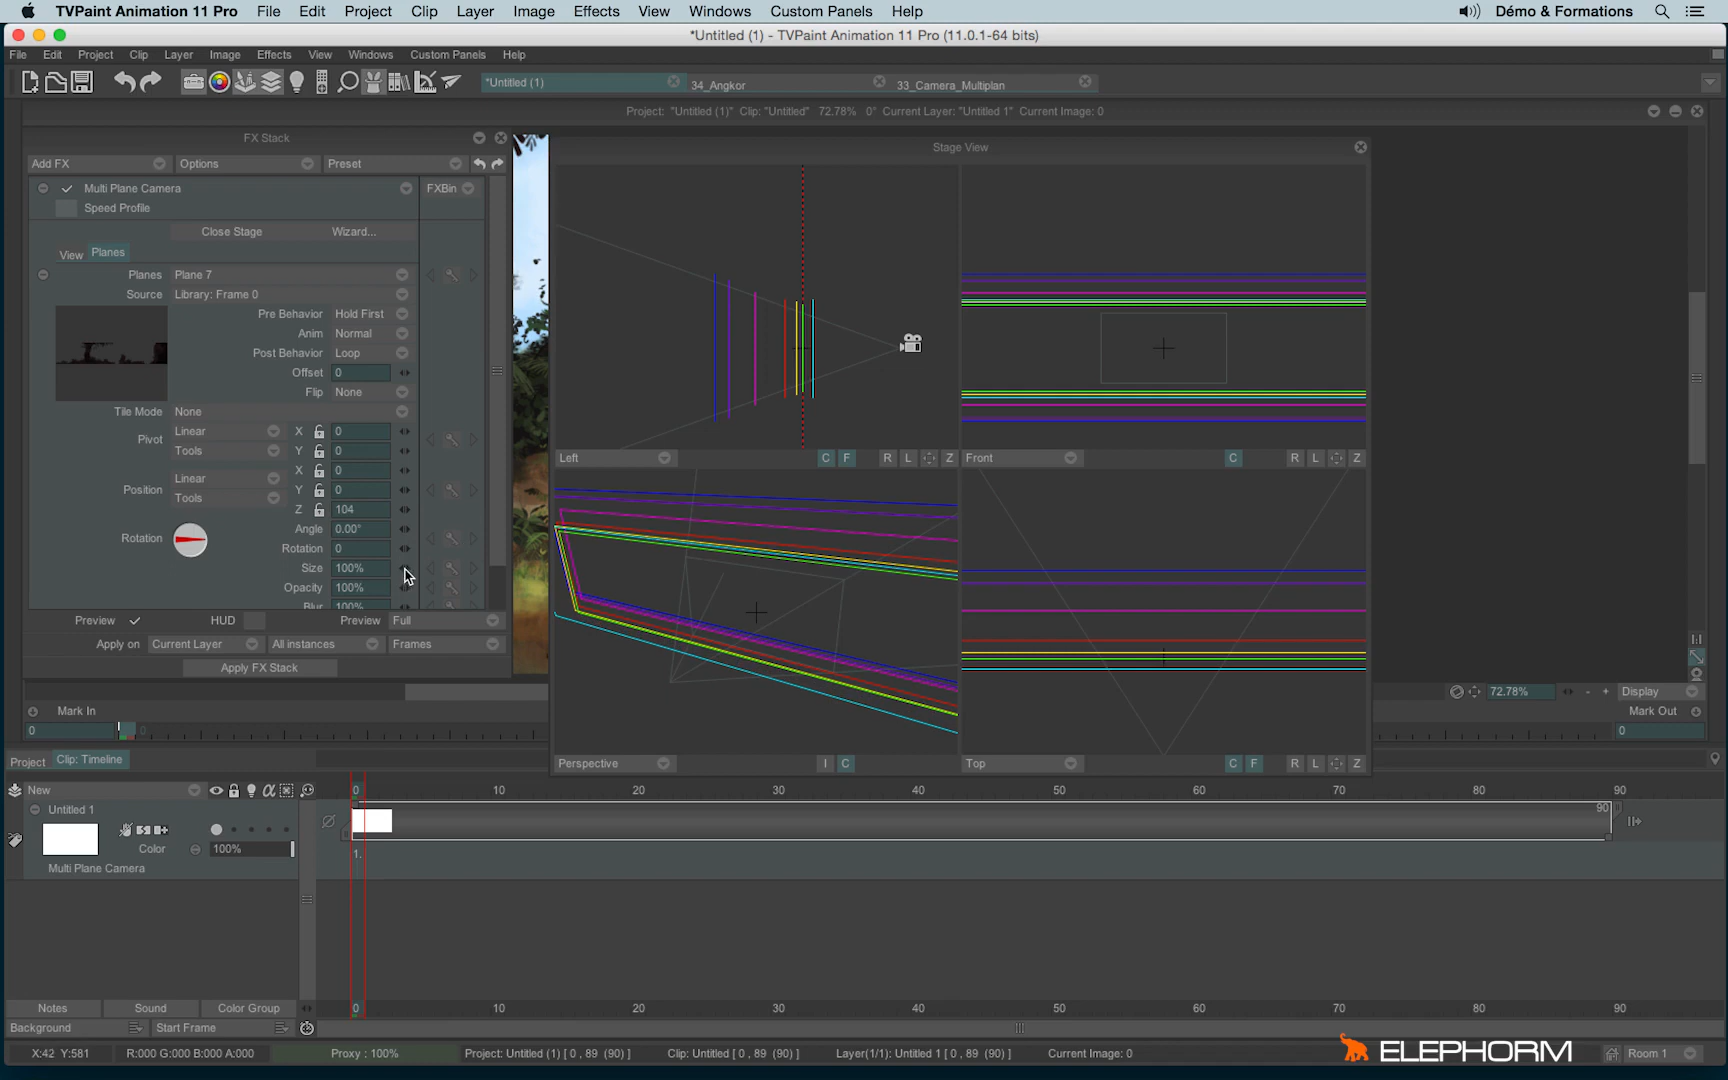 TVPaint Animation 11 Pro File Edit Project Clip Layer Image Effects View Windows Custom Panels Help Démo & Formations
*Untitled (1) - TVPaint Animation 11 Pro (11.0.1-64 bits)
File Edit Project Clip Layer Image Effects View Windows Custom Panels Help
*Untitled (1) 34_Angkor 33_Camera_Multiplan
Project: "Untitled (1)" Clip: "Untitled" 72.78% 0° Current Layer: "Untitled 1" Current Image: 0
FX Stack
Stage View
Add FX Options Preset
Multi Plane Camera FXBin
Speed Profile
Close Stage Wizard...
View Planes
Planes Plane 7
Source Library: Frame 0
Pre Behavior Hold First
Anim Normal
Post Behavior Loop
Offset 0
Flip None
Tile Mode None
Pivot Linear X 0
Tools Y 0
X 0
Position Linear Y 0
Tools
Z 104
Angle 0.00°
Rotation
Rotation 0
Size 100%
Opacity 100%
Blur 100%
Preview HUD Preview Full
Apply on Current Layer All instances Frames
Apply FX Stack
Left C F R L Z
Front C R L Z
Perspective I C
Top C F R L Z
1:1
72.78% - + Display
Mark In Mark Out
0 0 0
Project Clip: Timeline
New 0 10 20 30 40 50 60 70 80 90
Untitled 1 90
Color 100%
1.
Multi Plane Camera
Notes Sound Color Group 0 10 20 30 40 50 60 70 80 90
Background Start Frame
X:42 Y:581 R:000 G:000 B:000 A:000 Proxy : 100% Project: Untitled (1) [ 0 , 89 (90) ] Clip: Untitled [ 0 , 89 (90) ] Layer(1/1): Untitled 1 [ 0 , 89 (90) ] Current Image: 0 ELEPHORM Room 1